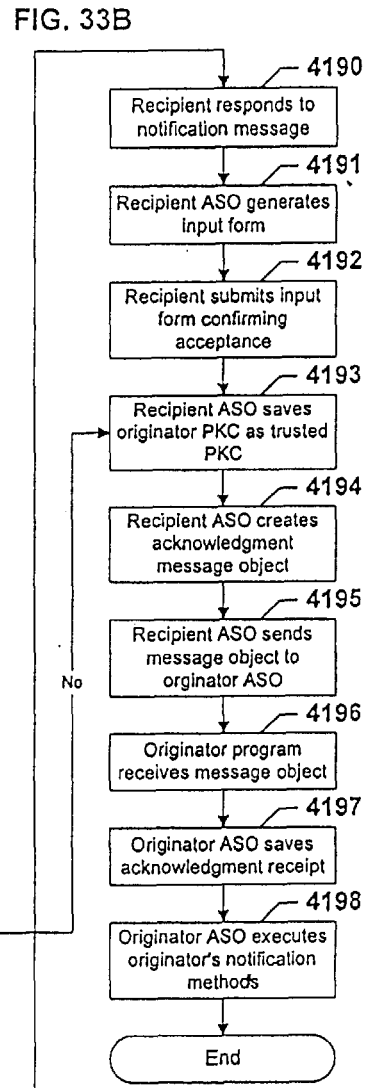 FIG. 33B
4190
Recipient responds to
notification message
4191
Recipient ASO generates
input form
4192
Recipient submits input
form confirming
acceptance
4193
Recipient ASO saves
originator PKC as trusted
PKC
4194
Recipient ASO creates
acknowledgment
message object
4195
Recipient ASO sends
message object to
orginator ASO
No
4196
Originator program
receives message object
4197
Originator ASO saves
acknowledgment receipt
4198
Originator ASO executes
originator's notification
methods
End